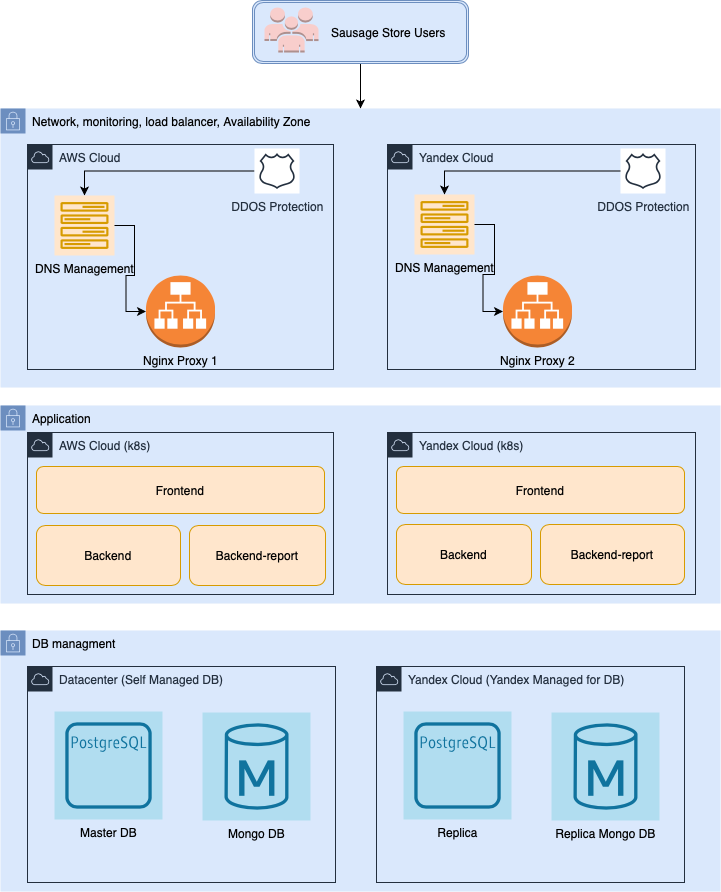 Sausage Store Users
Network, monitoring, load balancer, Availability Zone
AWS Cloud
DDOS Protection
DNS Management
Nginx Proxy 1
Yandex Cloud
DDOS Protection
DNS Management
Nginx Proxy 2
Application
AWS Cloud (k8s)
Frontend
Backend
Backend-report
Yandex Cloud (k8s)
Frontend
Backend
Backend-report
DB managment
Datacenter (Self Managed DB)
PostgreSQL
Master DB
M
Mongo DB
Yandex Cloud (Yandex Managed for DB)
PostgreSQL
Replica
M
Replica Mongo DB